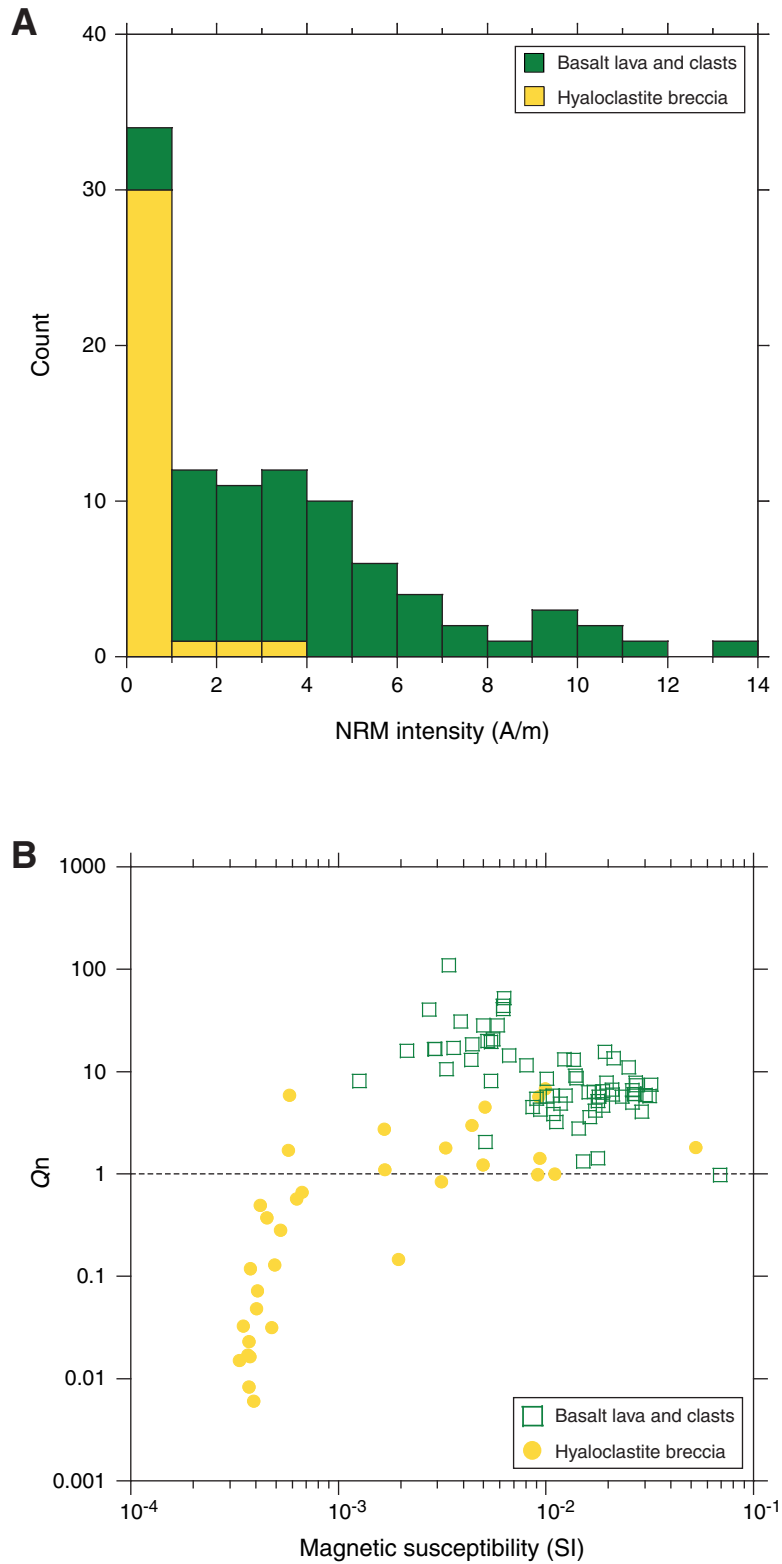 A
40
30
20
10
0
Count
Basalt lava and clasts
Hyaloclastite breccia
0 2 4 6 8 10 12 14
NRM intensity (A/m)
B
1000
100
10
1
0.1
0.01
0.001
Qn
Basalt lava and clasts
Hyaloclastite breccia
10-4 10-3 10-2 10-1
Magnetic susceptibility (SI)